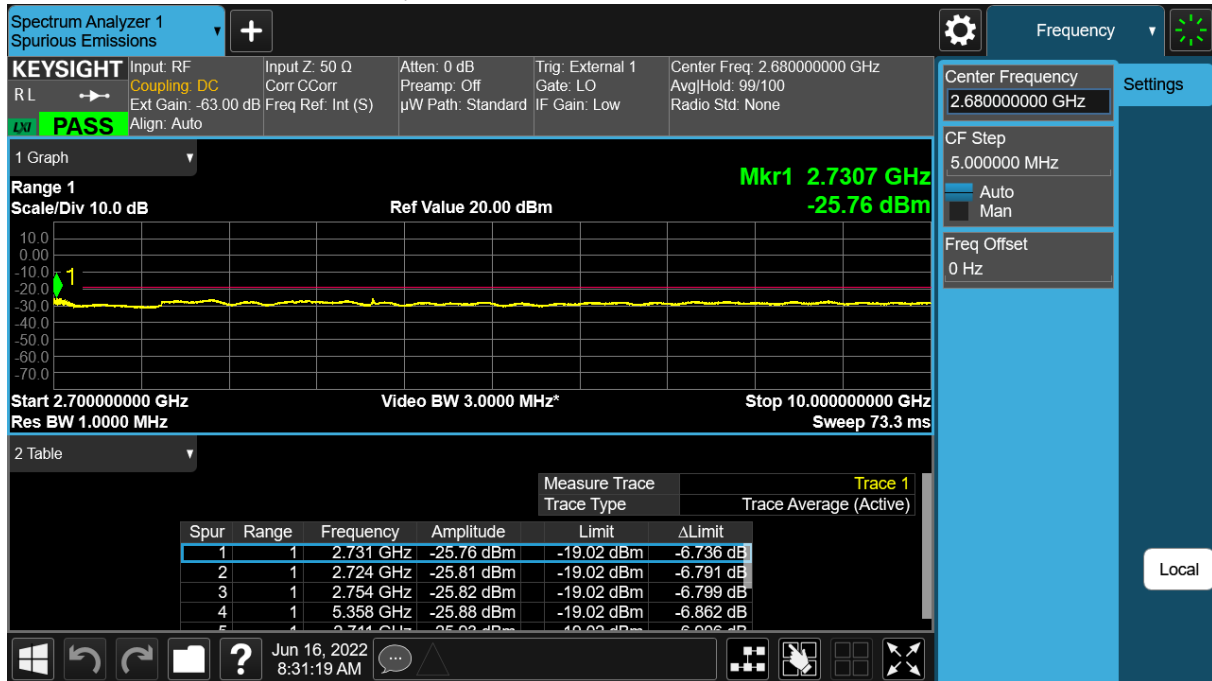 Spectrum Analyzer 1
Spurious Emissions
Frequency
KEYSIGHT
RL
LXI
PASS
Input: RF
Coupling: DC
Ext Gain: -63.00 dB
Align: Auto
Input Z: 50 Ω
Corr CCorr
Freq Ref: Int (S)
Atten: 0 dB
Preamp: Off
µW Path: Standard
Trig: External 1
Gate: LO
IF Gain: Low
Center Freq: 2.680000000 GHz
Avg|Hold: 99/100
Radio Std: None
Center Frequency
2.680000000 GHz
Settings
CF Step
5.000000 MHz
Auto
Man
Freq Offset
0 Hz
Local
1 Graph
Range 1
Scale/Div 10.0 dB
Ref Value 20.00 dBm
Mkr1 2.7307 GHz
-25.76 dBm
10.0
0.00
-10.0
-20.0
-30.0
-40.0
-50.0
-60.0
-70.0
1
Start 2.700000000 GHz
Res BW 1.0000 MHz
Video BW 3.0000 MHz*
Stop 10.000000000 GHz
Sweep 73.3 ms
2 Table
Measure Trace Trace 1
Trace Type Trace Average (Active)
Spur Range Frequency Amplitude Limit ΔLimit
1 1 2.731 GHz -25.76 dBm -19.02 dBm -6.736 dB
2 1 2.724 GHz -25.81 dBm -19.02 dBm -6.791 dB
3 1 2.754 GHz -25.82 dBm -19.02 dBm -6.799 dB
4 1 5.358 GHz -25.88 dBm -19.02 dBm -6.862 dB
Jun 16, 2022
8:31:19 AM